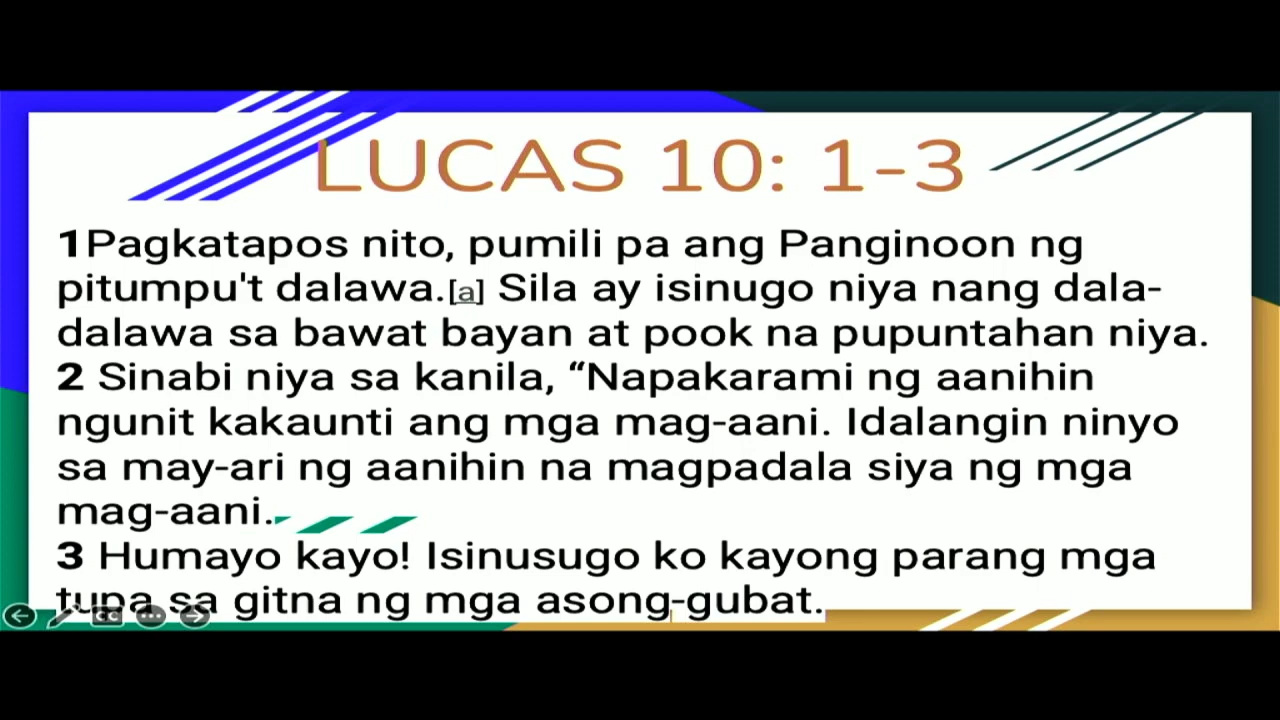 LUCAS 10: 1-3
1Pagkatapos nito, pumili pa ang Panginoon ng
pitumpu't dalawa.[a] Sila ay isinugo niya nang dala-
dalawa sa bawat bayan at pook na pupuntahan niya.
2 Sinabi niya sa kanila, “Napakarami ng aanihin
ngunit kakaunti ang mga mag-aani. Idalangin ninyo
sa may-ari ng aanihin na magpadala siya ng mga
mag-aani.
3 Humayo kayo! Isinusugo ko kayong parang mga
tupa sa gitna ng mga asong-gubat.
CC